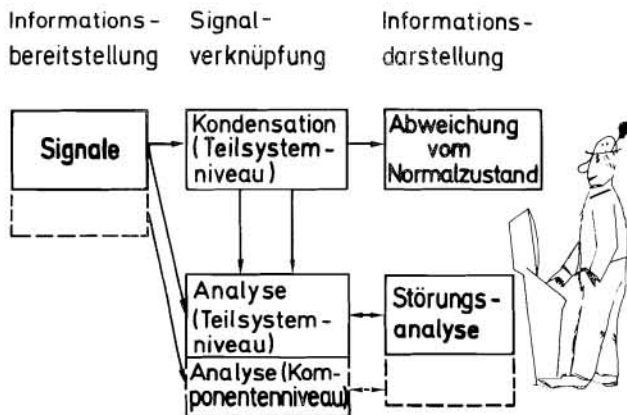 Informations-
bereitstellung
Signal-
verknüpfung
Informations-
darstellung
Signale
Kondensation
(Teilsystem-
niveau)
Abweichung
vom
Normalzustand
Analyse
(Teilsystem-
niveau)
Störungs-
analyse
Analyse(Kom-
ponentenniveau)